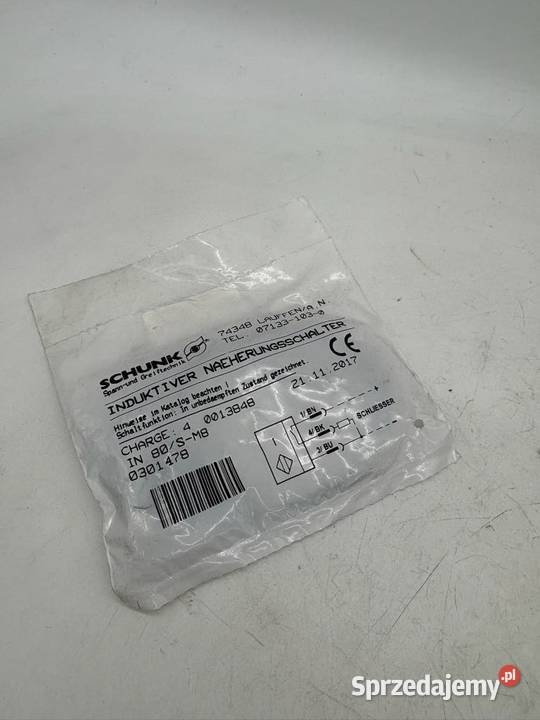 SCHUNK
Spann-und Greiftechnik
74348 LAUFFEN/A N.
TEL. 07133-103-0
INDUKTIVER NAEHERUNGSSCHALTER
Hinweise im Katalog beachten !
Schaltfunktion: in unbedaempften Zustand gezeichnet.
CHARGE: 4 0013848
21.11.2017
CE
IN 80/S-M8
0301478
1/BN
+
4/BK
SCHLIESSER
3/BU
-
Sprzedajemy.pl